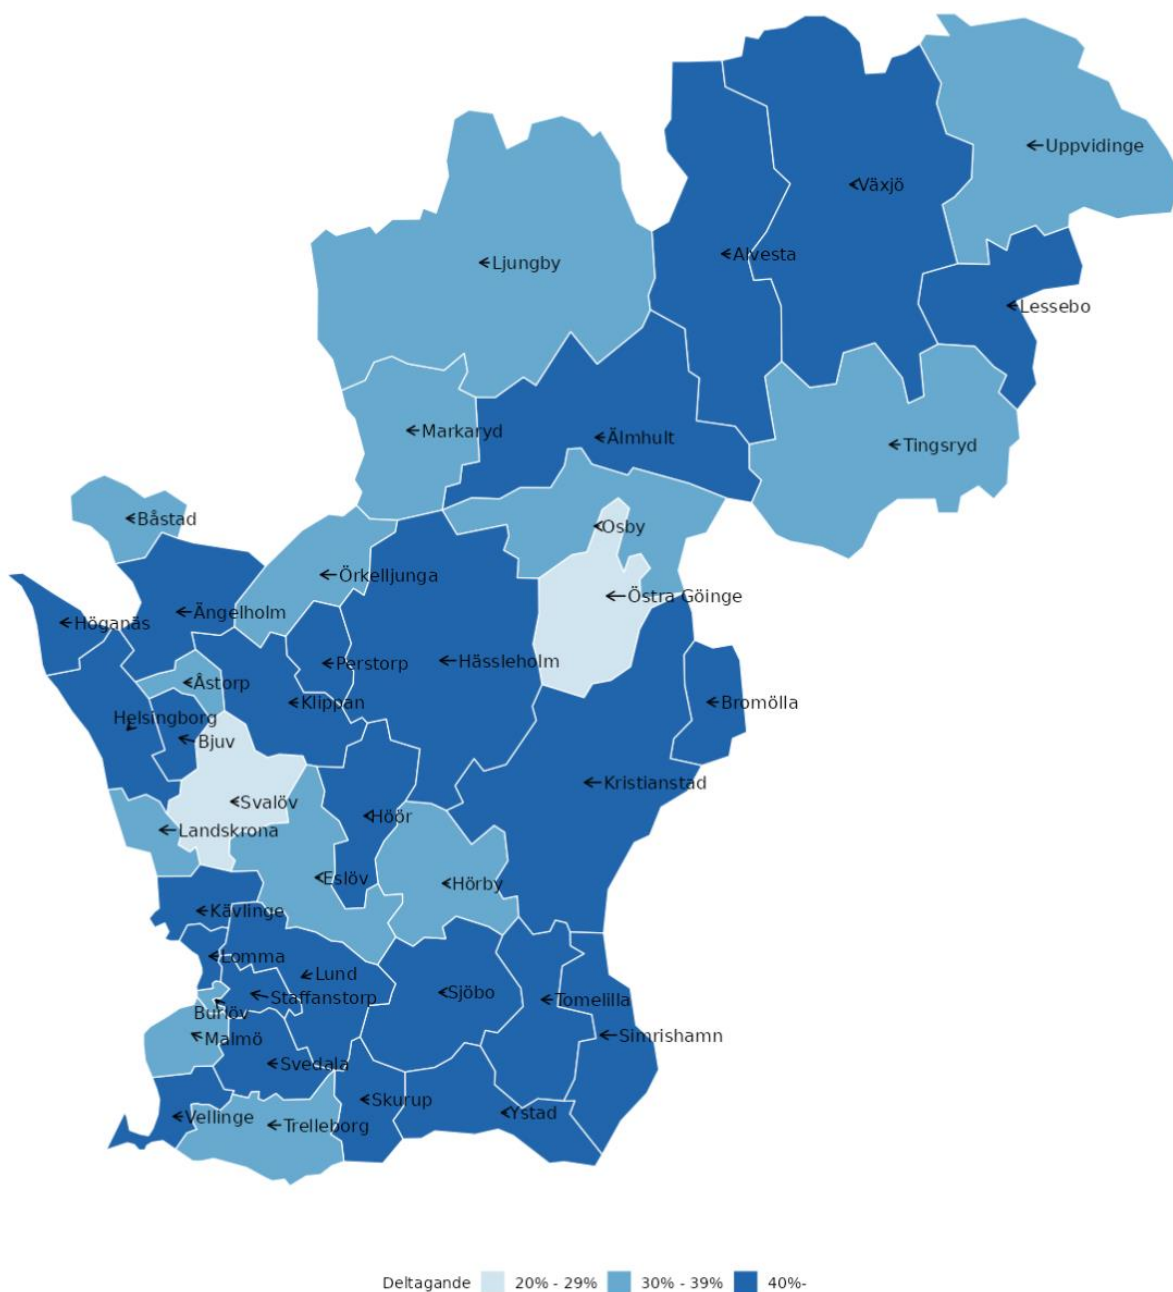 Uppvidinge
Växjö
Alvesta
Ljungby
Lessebo
Markaryd
Älmhult
Tingsryd
Båstad
Osby
Örkelljunga
Östra Göinge
Ängelholm
Höganäs
Hässleholm
Perstorp
Åstorp
Klippan
Bromölla
Helsingborg
Bjuv
Kristianstad
Svalöv
Höör
Landskrona
Eslöv
Hörby
Kävlinge
Lomma
Lund
Sjöbo
Staffanstorp
Tomelilla
Burlöv
Simrishamn
Malmö
Svedala
Skurup
Ystad
Vellinge
Trelleborg
Deltagande 20% - 29% 30% - 39% 40%-